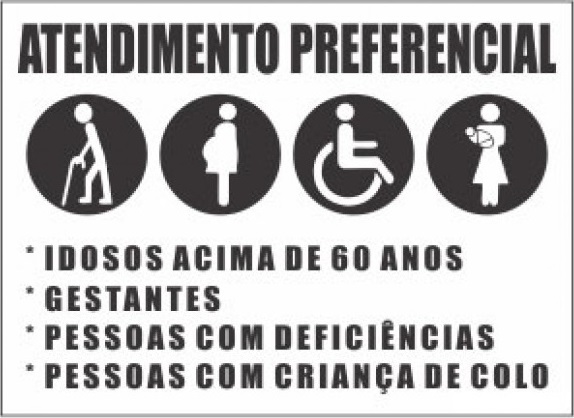 ATENDIMENTO PREFERENCIAL
* IDOSOS ACIMA DE 60 ANOS
* GESTANTES
* PESSOAS COM DEFICIÊNCIAS
* PESSOAS COM CRIANÇA DE COLO